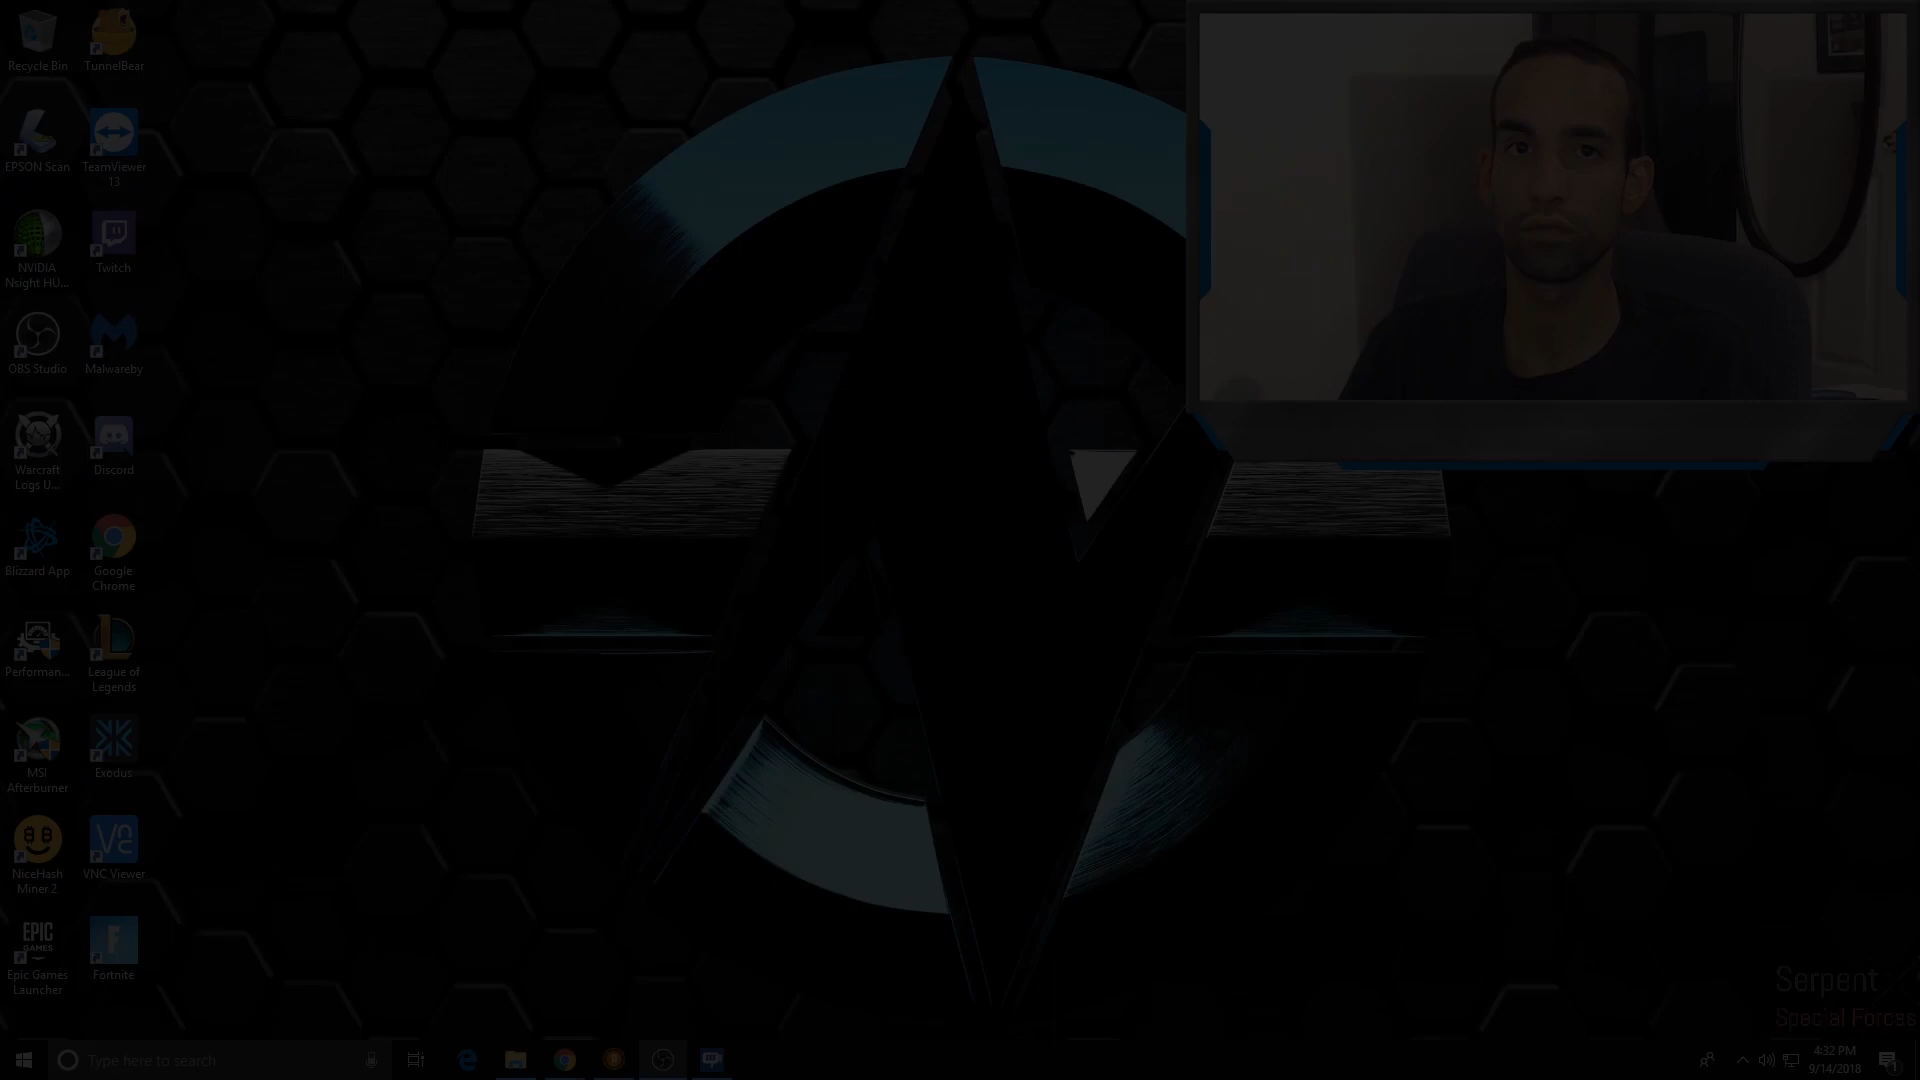 Recycle Bin
TunnelBear
EPSON Scan
TeamViewer
13
NVIDIA
Nsight HU...
Twitch
OBS Studio
Malwareby
Warcraft
Logs U...
Discord
Blizzard App
Google
Chrome
Performan...
League of
Legends
MSI
Afterburner
Exodus
NiceHash
Miner 2
VNC Viewer
EPIC
GAMES
Epic Games
Launcher
Fortnite
Serpent
Special Forces
Type here to search
4:32 PM
9/14/2018